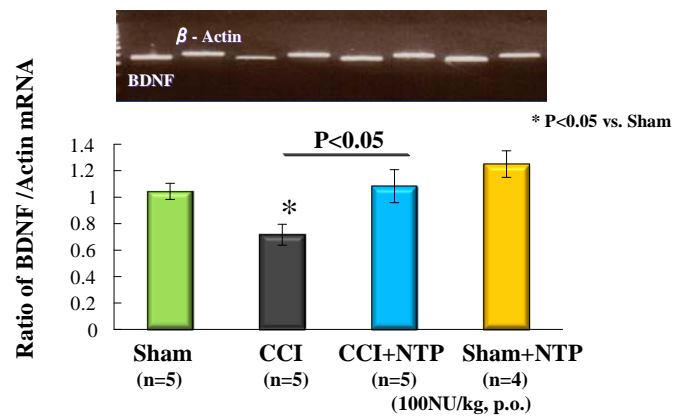 β - Actin
BDNF
* P<0.05 vs. Sham
P<0.05
Ratio of BDNF /Actin mRNA
1.4
1.2
1
0.8
0.6
0.4
0.2
0
*
Sham CCI CCI+NTP Sham+NTP
(n=5) (n=5) (n=5) (n=4)
(100NU/kg, p.o.)